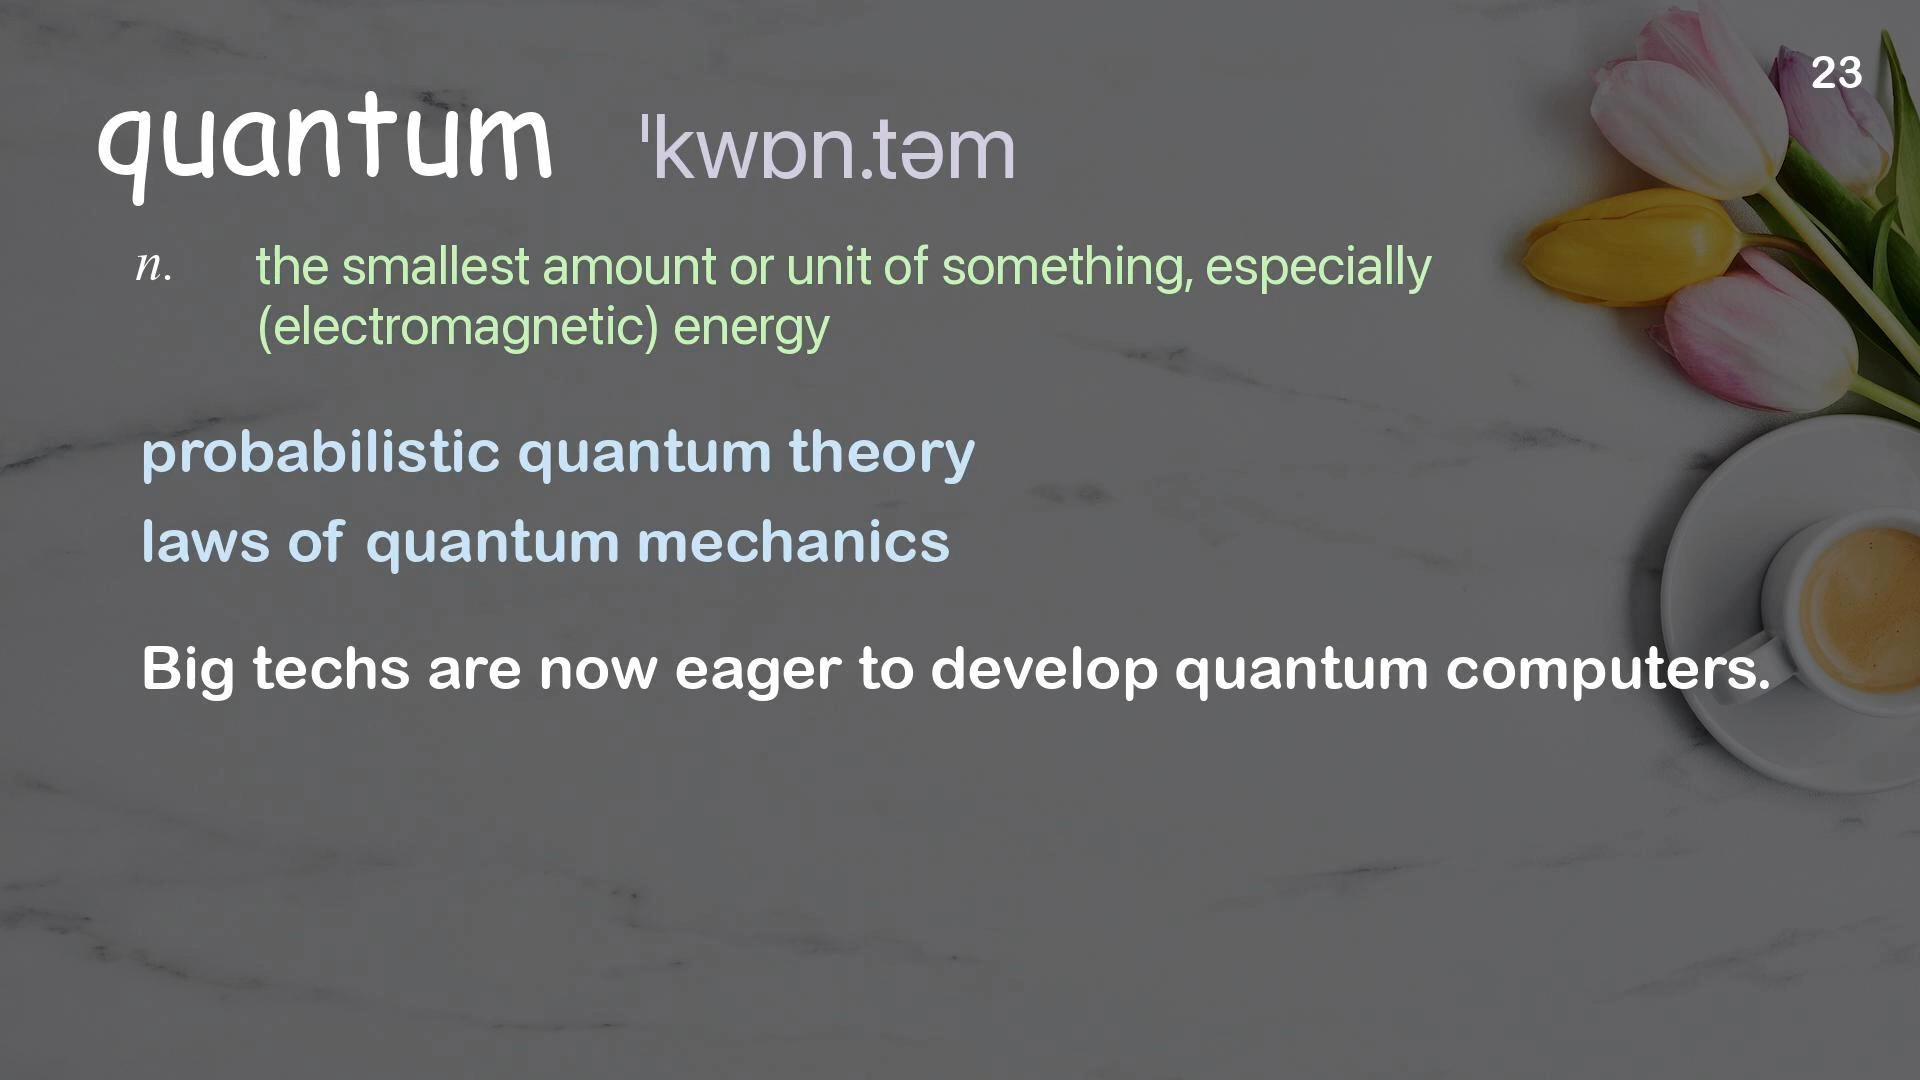 23
quantum ˈkwɒn.təm
n. the smallest amount or unit of something, especially
(electromagnetic) energy
probabilistic quantum theory
laws of quantum mechanics
Big techs are now eager to develop quantum computers.